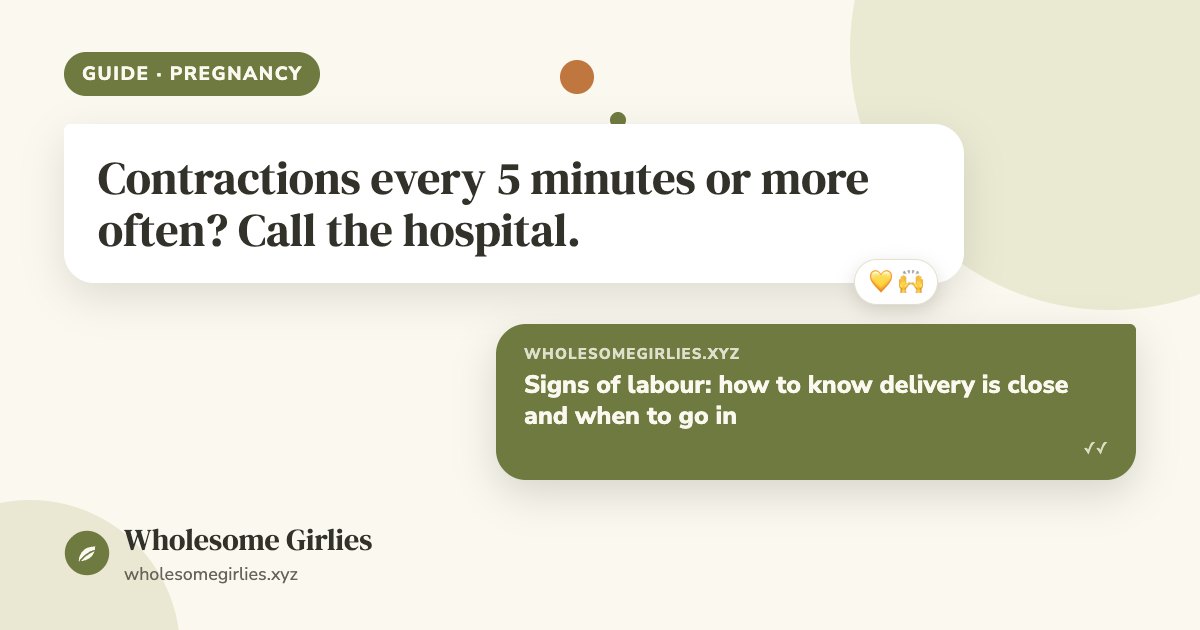 GUIDE · PREGNANCY
Contractions every 5 minutes or more
often? Call the hospital.
💛 🙌
WHOLESOMEGIRLIES.XYZ
Signs of labour: how to know delivery is close
and when to go in
✓✓
Wholesome Girlies
wholesomegirlies.xyz